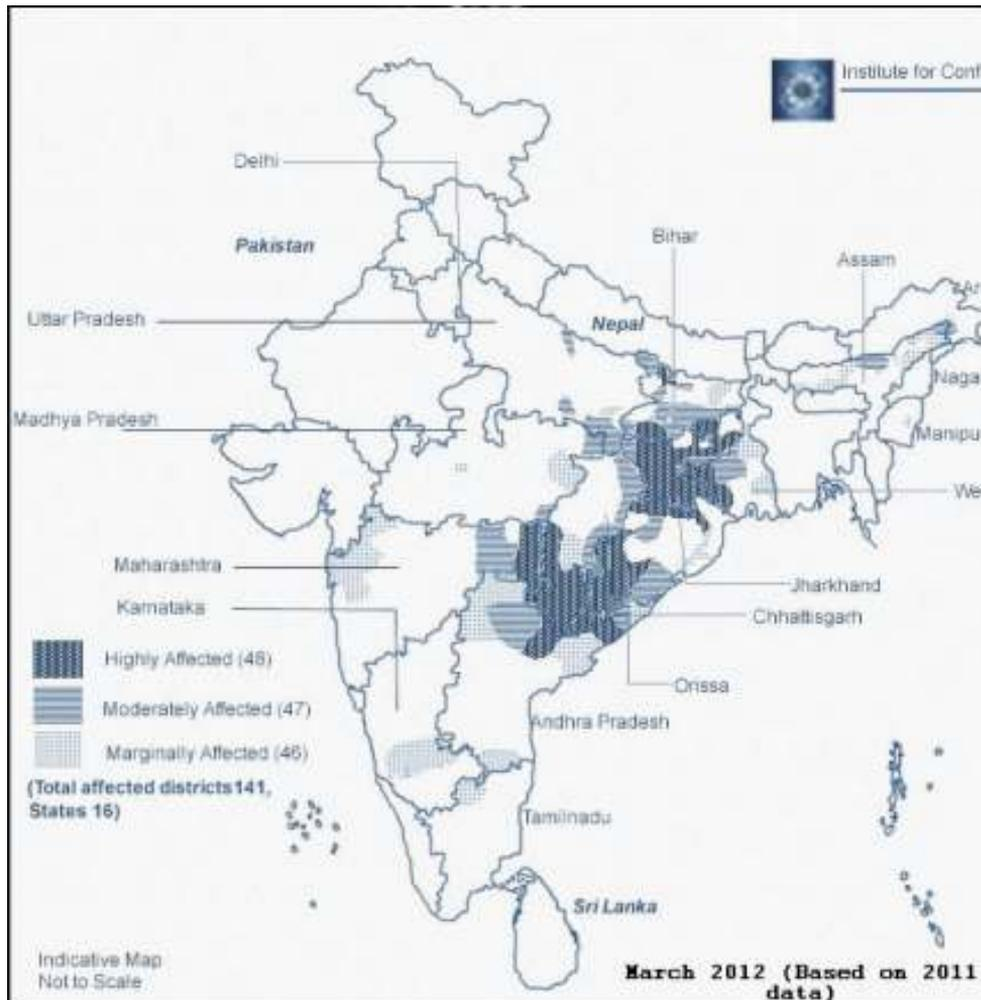 Institute for Conf
Delhi
Pakistan
Bihar
Assam
Ar
Uttar Pradesh
Nepal
Naga
Madhya Pradesh
Manipu
We
Maharashtra
Jharkhand
Karnataka
Chhattisgarh
Highly Affected (48)
Orissa
Moderately Affected (47)
Andhra Pradesh
Marginally Affected (46)
(Total affected districts141,
States 16)
Tamilnadu
Sri Lanka
Indicative Map
Not to Scale
March 2012 (Based on 2011
data)